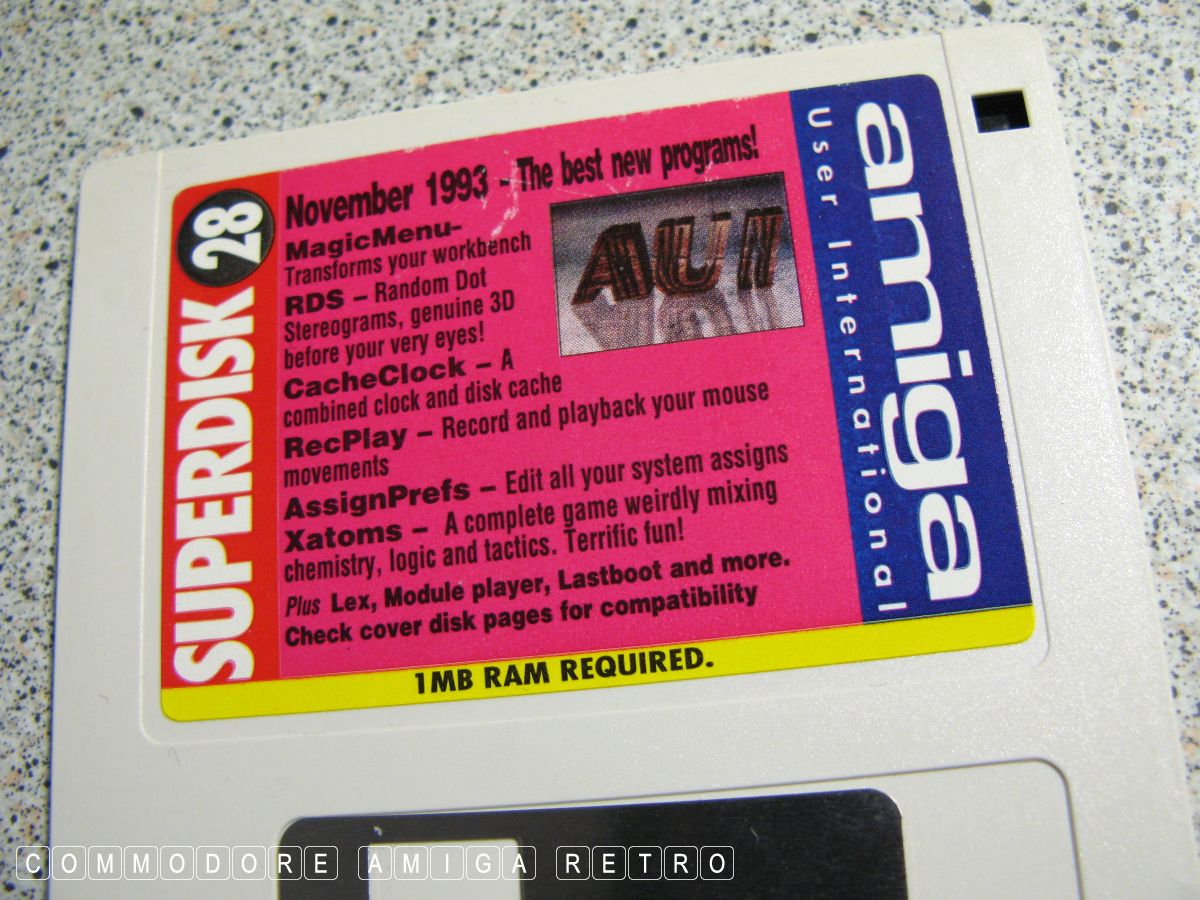 SUPERDISK 28
November 1993 - The best new programs!
MagicMenu-
Transforms your workbench
RDS – Random Dot
Stereograms, genuine 3D
before your very eyes!
CacheClock – A
combined clock and disk cache
RecPlay – Record and playback your mouse
movements
AssignPrefs – Edit all your system assigns
Xatoms – A complete game weirdly mixing
chemistry, logic and tactics. Terrific fun!
Plus Lex, Module player, Lastboot and more.
Check cover disk pages for compatibility
AUI
amiga
User International
1MB RAM REQUIRED.
COMMODORE AMIGA RETRO